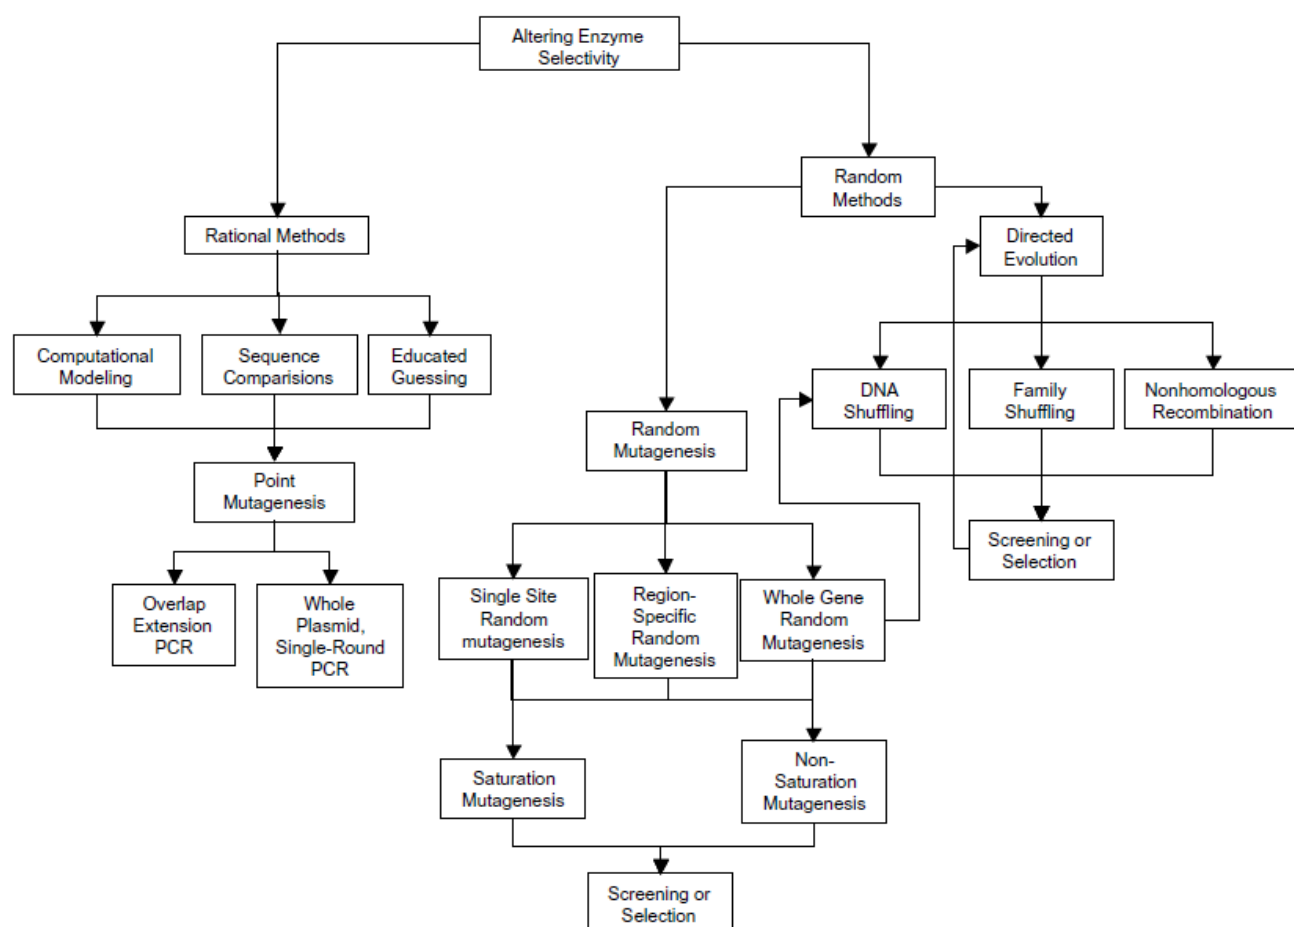 Altering Enzyme
Selectivity
Random
Methods
Rational Methods
Directed
Evolution
Computational
Modeling
Sequence
Comparisions
Educated
Guessing
DNA
Shuffling
Family
Shuffling
Nonhomologous
Recombination
Random
Mutagenesis
Point
Mutagenesis
Screening or
Selection
Overlap
Extension
PCR
Whole
Plasmid,
Single-Round
PCR
Single Site
Random
mutagenesis
Region-
Specific
Random
Mutagenesis
Whole Gene
Random
Mutagenesis
Saturation
Mutagenesis
Non-
Saturation
Mutagenesis
Screening or
Selection